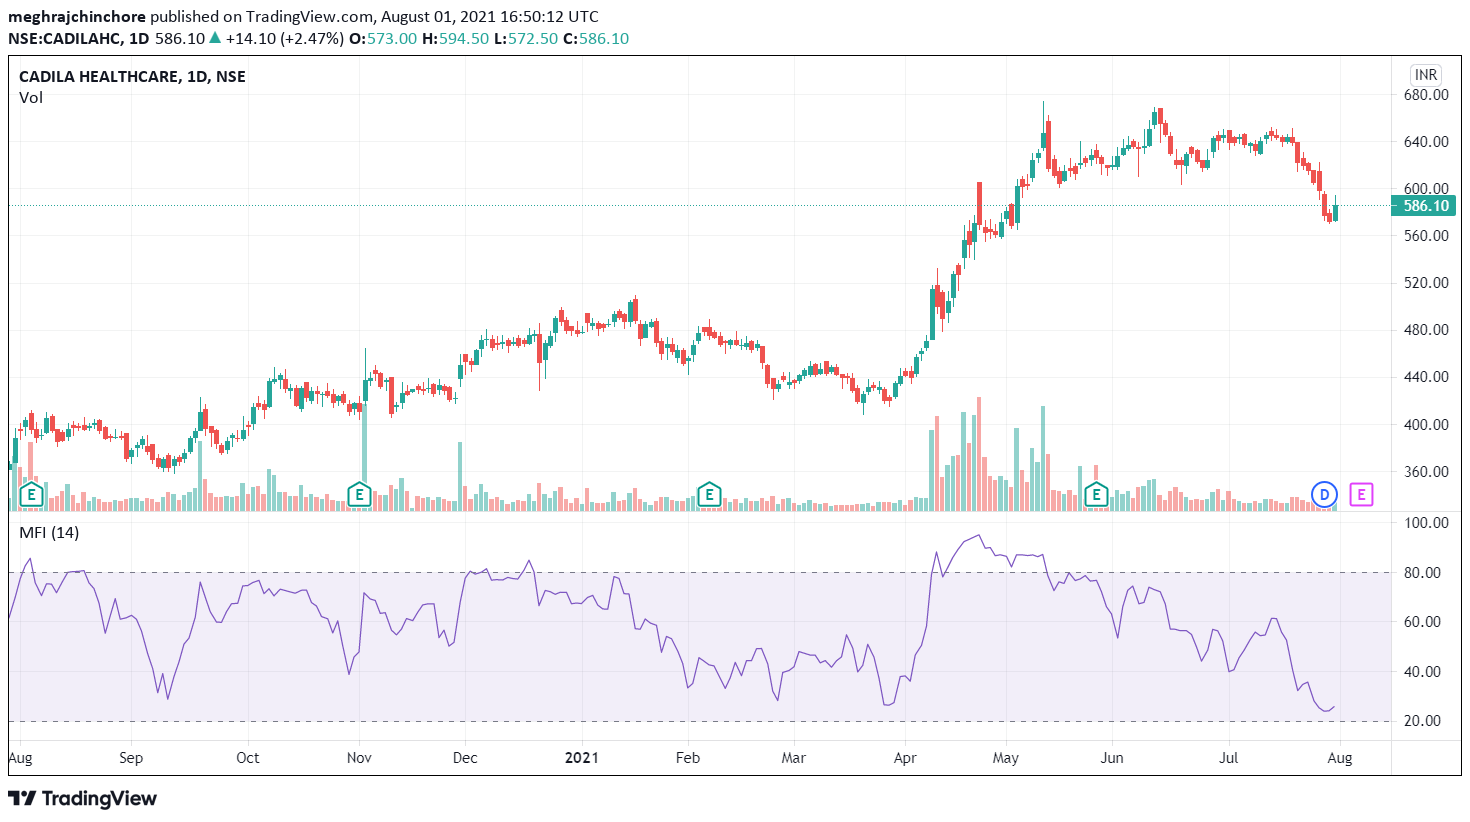 meghrajchinchore published on TradingView.com, August 01, 2021 16:50:12 UTC
NSE:CADILAHC, 1D 586.10 ▲ +14.10 (+2.47%) O:573.00 H:594.50 L:572.50 C:586.10
CADILA HEALTHCARE, 1D, NSE
INR
Vol
680.00
640.00
600.00
586.10
560.00
520.00
480.00
440.00
400.00
360.00
E E E E D E
MFI (14)
100.00
80.00
60.00
40.00
20.00
Aug Sep Oct Nov Dec 2021 Feb Mar Apr May Jun Jul Aug
TradingView